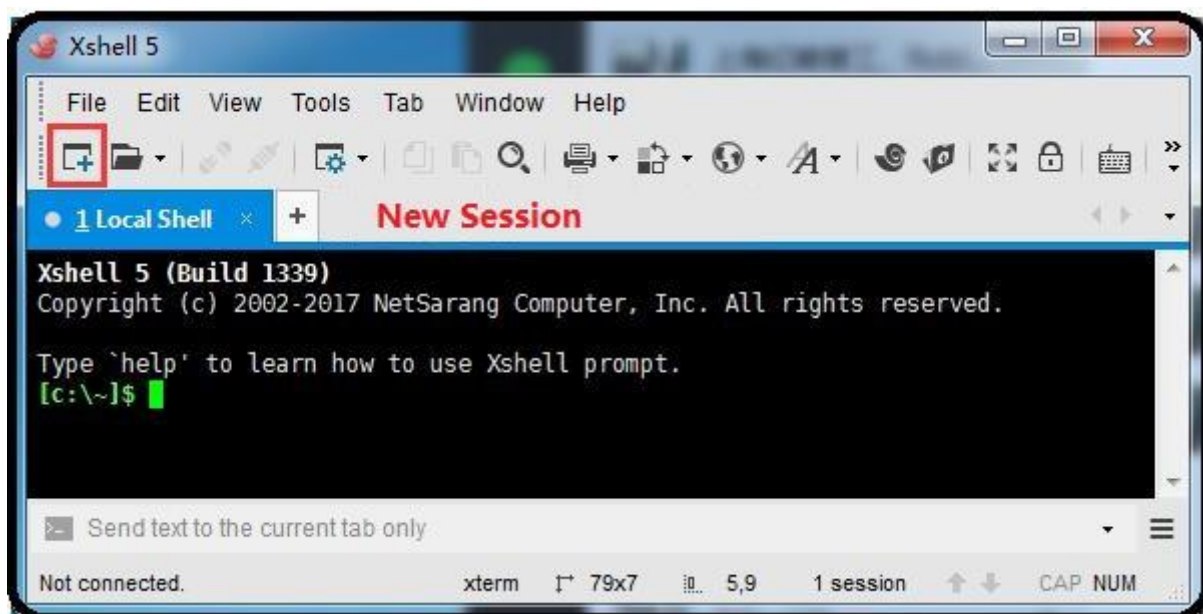 Xshell 5
File Edit View Tools Tab Window Help
1 Local Shell × + New Session
Xshell 5 (Build 1339)
Copyright (c) 2002-2017 NetSarang Computer, Inc. All rights reserved.
Type `help' to learn how to use Xshell prompt.
[c:\~]$
Send text to the current tab only
Not connected. xterm 79x7 5,9 1 session CAP NUM